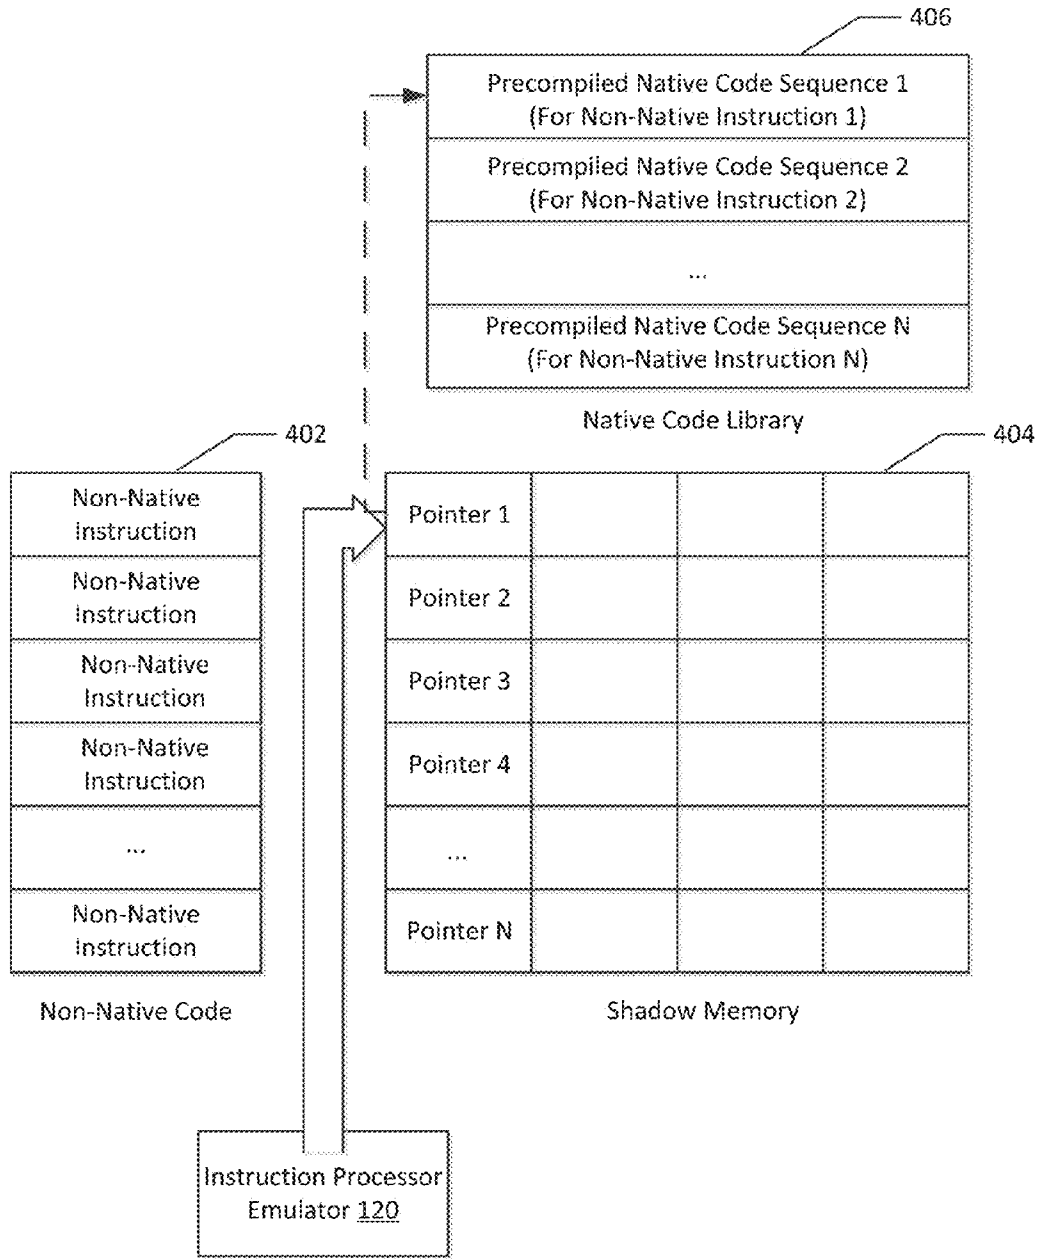 406
Precompiled Native Code Sequence 1
(For Non-Native Instruction 1)
Precompiled Native Code Sequence 2
(For Non-Native Instruction 2)
...
Precompiled Native Code Sequence N
(For Non-Native Instruction N)
Native Code Library
402
404
Non-Native
Instruction
Non-Native
Instruction
Non-Native
Instruction
Non-Native
Instruction
...
Non-Native
Instruction
Non-Native Code
Pointer 1
Pointer 2
Pointer 3
Pointer 4
...
Pointer N
Shadow Memory
Instruction Processor
Emulator 120